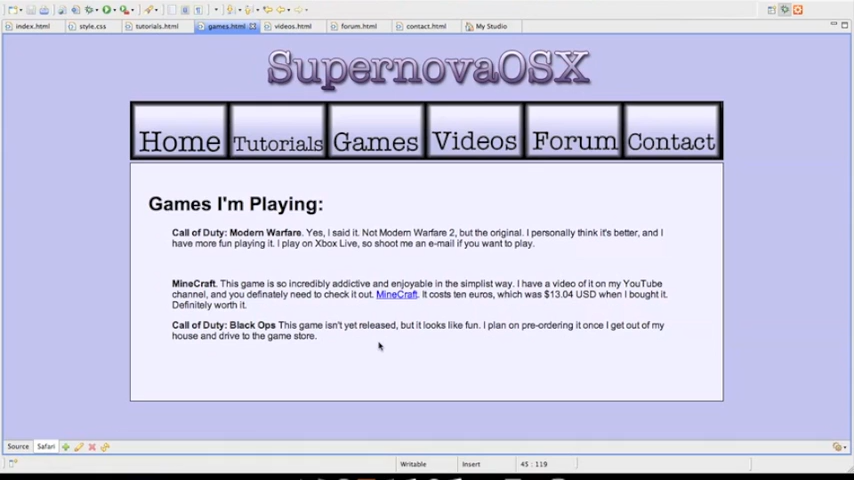 index.html style.css tutorials.html games.html videos.html forum.html contact.html My Studio
SupernovaOSX
Home Tutorials Games Videos Forum Contact
Games I'm Playing:
Call of Duty: Modern Warfare. Yes, I said it. Not Modern Warfare 2, but the original. I personally think it's better, and I
have more fun playing it. I play on Xbox Live, so shoot me an e-mail if you want to play.
MineCraft. This game is so incredibly addictive and enjoyable in the simplist way. I have a video of it on my YouTube
channel, and you definately need to check it out. MineCraft. It costs ten euros, which was $13.04 USD when I bought it.
Definitely worth it.
Call of Duty: Black Ops This game isn't yet released, but it looks like fun. I plan on pre-ordering it once I get out of my
house and drive to the game store.
Source Safari
Writable Insert 45 : 119